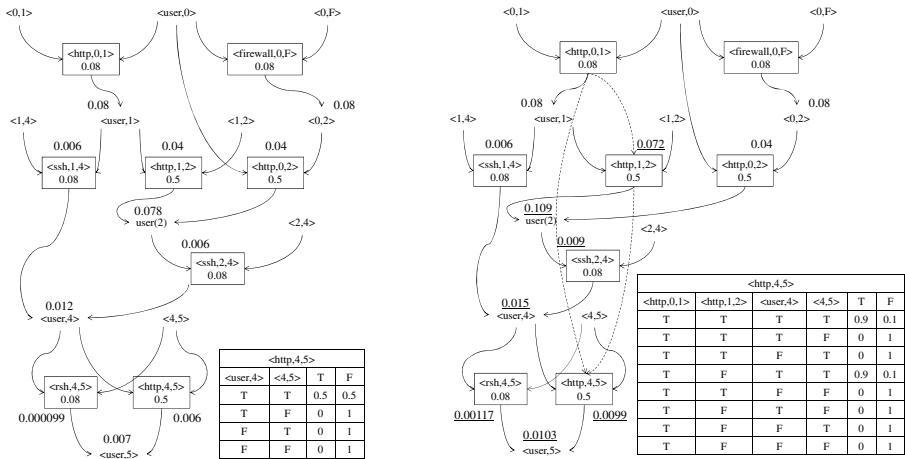 <0,1>
<user,0>
<0,F>
<http,0,1>
0.08
<firewall,0,F>
0.08
0.08
0.08
<1,4>
<user,1>
<1,2>
<0,2>
0.006
0.04
0.04
<ssh,1,4>
0.08
<http,1,2>
0.5
<http,0,2>
0.5
0.078
user(2)
<2,4>
0.006
<ssh,2,4>
0.08
0.012
<user,4>
<4,5>
<rsh,4,5>
0.08
<http,4,5>
0.5
0.000099
0.006
0.007
<user,5>
<http,4,5>
<user,4> <4,5> T F
T T 0.5 0.5
T F 0 1
F T 0 1
F F 0 1
<0,1>
<user,0>
<0,F>
<http,0,1>
0.08
<firewall,0,F>
0.08
0.08
0.08
<1,4>
<user,1>
<1,2>
<0,2>
0.006
0.072
0.04
<ssh,1,4>
0.08
<http,1,2>
0.5
<http,0,2>
0.5
0.109
user(2)
<2,4>
0.009
<ssh,2,4>
0.08
0.015
<user,4>
<4,5>
<rsh,4,5>
0.08
<http,4,5>
0.5
0.00117
0.0099
0.0103
<user,5>
<http,4,5>
<http,0,1> <http,1,2> <user,4> <4,5> T F
T T T T 0.9 0.1
T T T F 0 1
T T F T 0 1
T F T T 0.9 0.1
T T F F 0 1
T F T F 0 1
T F F T 0 1
T F F F 0 1